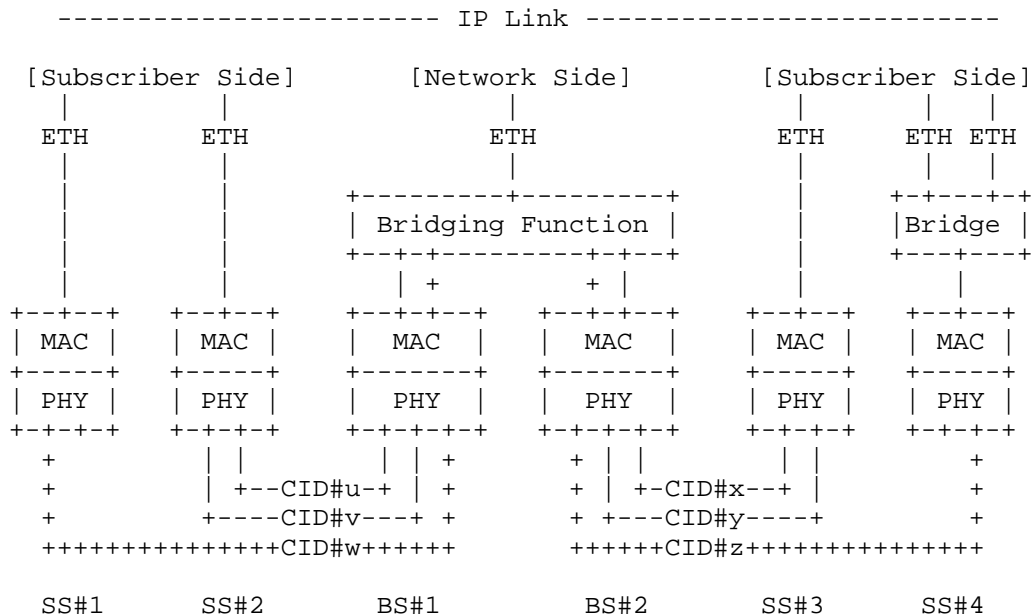 IP Link
[Subscriber Side] [Network Side] [Subscriber Side]
ETH ETH ETH ETH ETH ETH
Bridging Function Bridge
MAC MAC MAC MAC MAC MAC
PHY PHY PHY PHY PHY PHY
CID#u CID#x
CID#v CID#y
CID#w CID#z
SS#1 SS#2 BS#1 BS#2 SS#3 SS#4